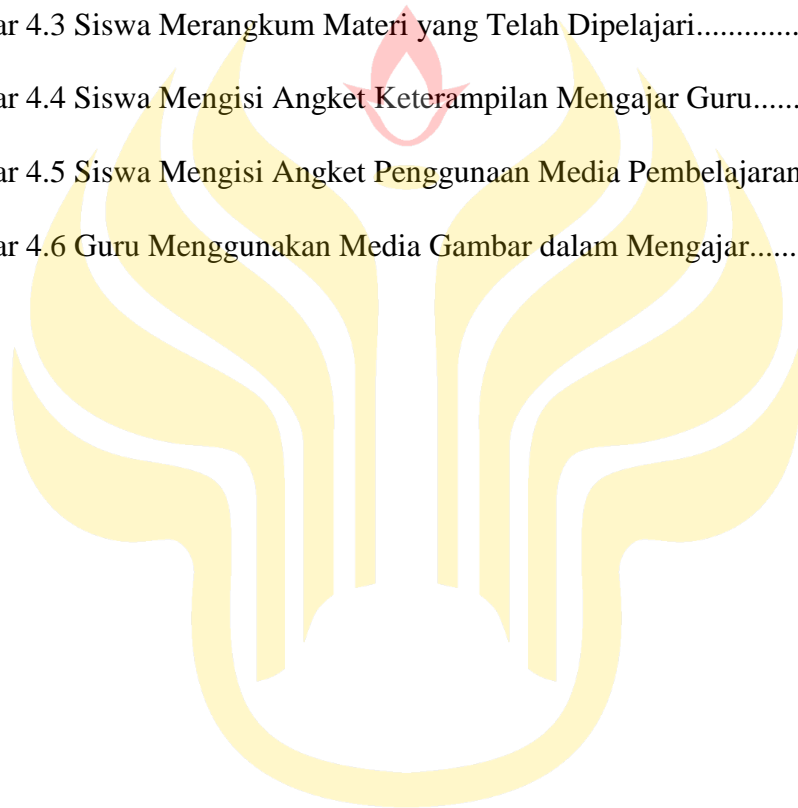 ar 4.3 Siswa Merangkum Materi yang Telah Dipelajari.............
ar 4.4 Siswa Mengisi Angket Keterampilan Mengajar Guru......
ar 4.5 Siswa Mengisi Angket Penggunaan Media Pembelajaran
ar 4.6 Guru Menggunakan Media Gambar dalam Mengajar......